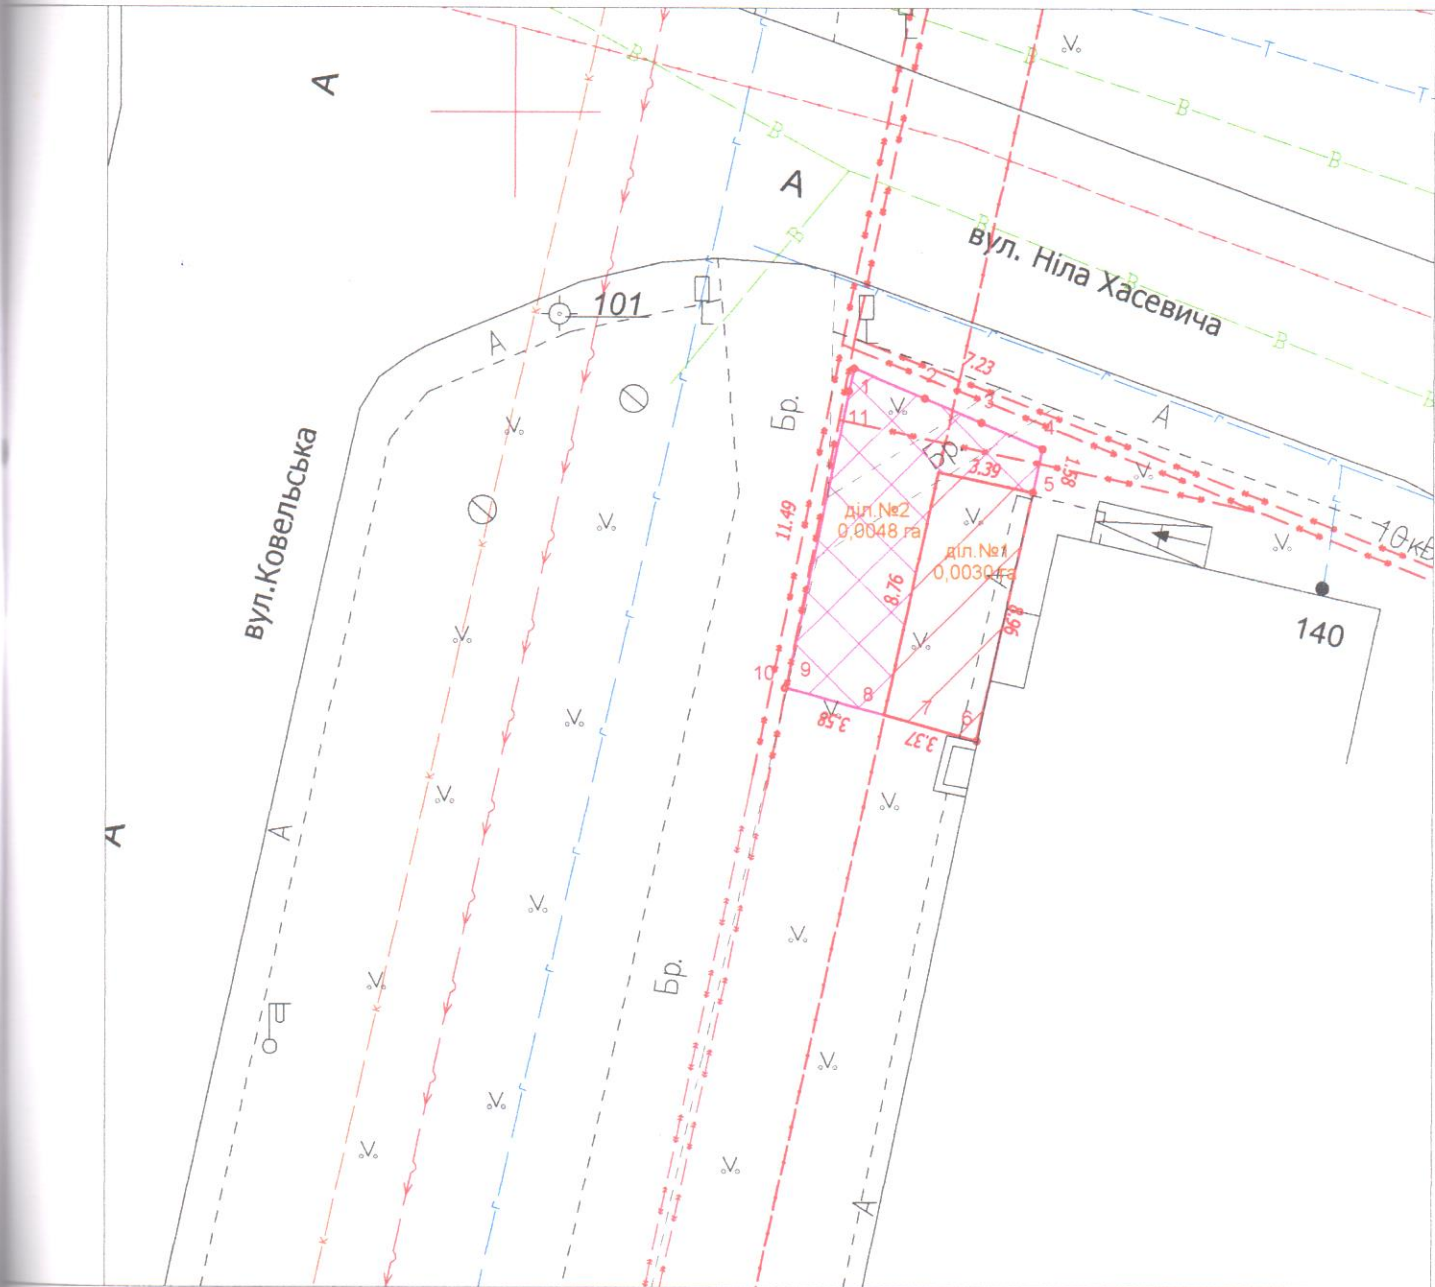 А
В
Т
В
В
Т
В
В
А
В
В
вул. Ніла Хасевича
В
101
А
В
7.23
В
2
1
3
А
Бр.
11
4
вул.Ковельська
Бр.
3.39
1.58
5
11.49
діл.№2
0,0048 га
10кВ
діл.№1
0,0030 га
А
8.76
8.96
140
10
9
8
7
6
3.58
3.37
А
А
Бр.
А